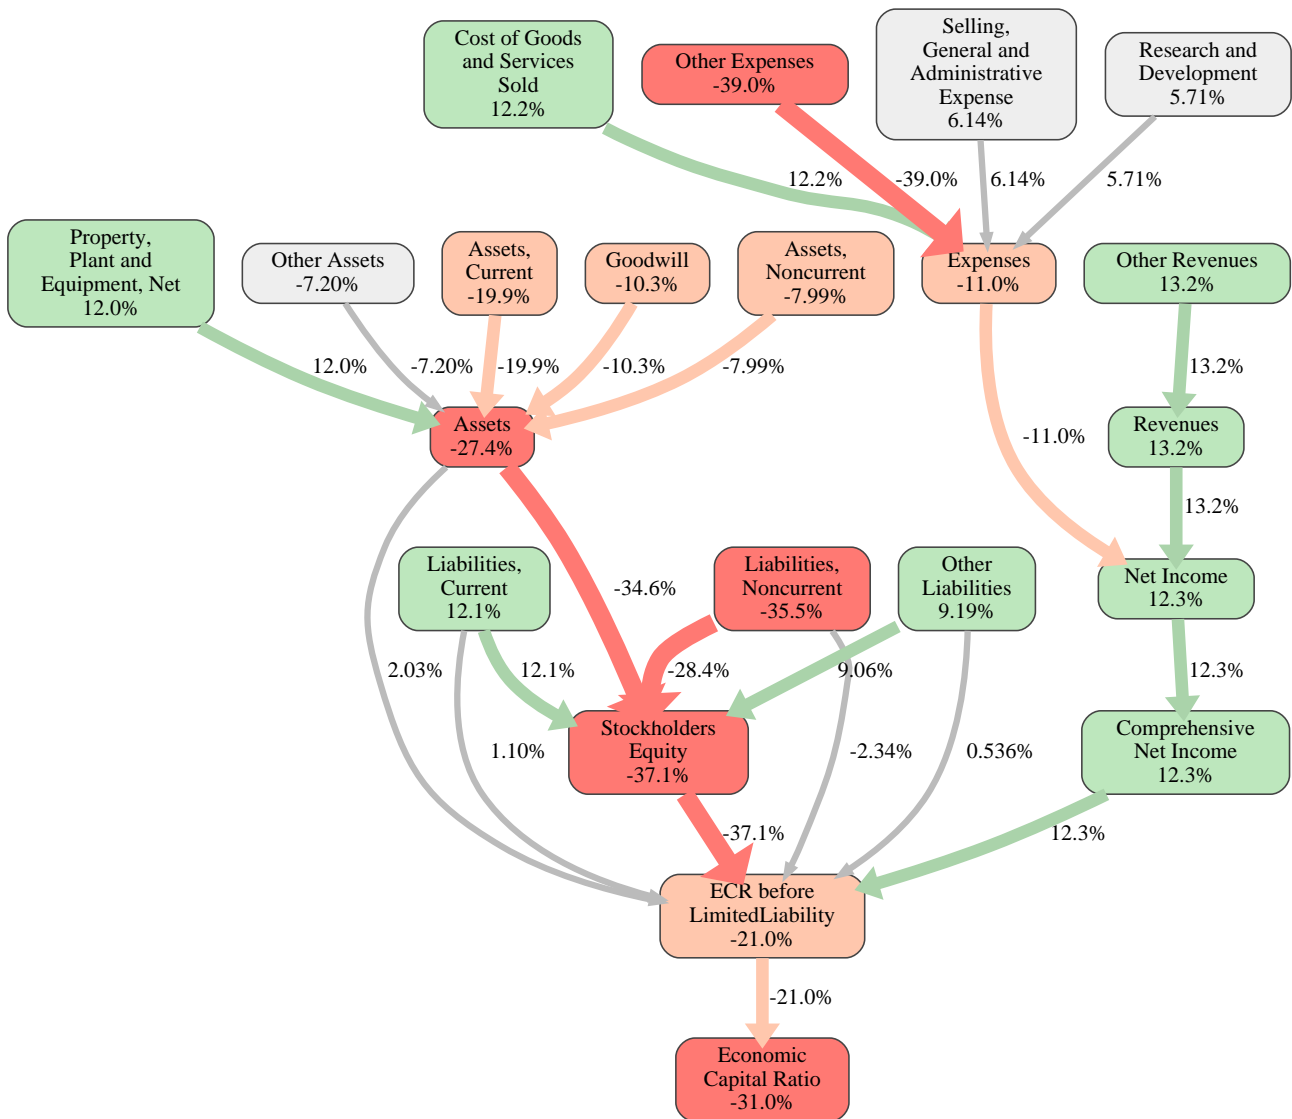 Cost of Goods
and Services
Sold
12.2%
Other Expenses
-39.0%
Selling,
General and
Administrative
Expense
6.14%
Research and
Development
5.71%
12.2%
-39.0%
6.14%
5.71%
Property,
Plant and
Equipment, Net
12.0%
Other Assets
-7.20%
Assets,
Current
-19.9%
Goodwill
-10.3%
Assets,
Noncurrent
-7.99%
Expenses
-11.0%
Other Revenues
13.2%
12.0%
-7.20%
-19.9%
-10.3%
-7.99%
13.2%
Assets
-27.4%
-11.0%
Revenues
13.2%
13.2%
Liabilities,
Current
12.1%
-34.6%
Liabilities,
Noncurrent
-35.5%
Other
Liabilities
9.19%
Net Income
12.3%
2.03%
12.1%
-28.4%
9.06%
12.3%
1.10%
Stockholders
Equity
-37.1%
-2.34%
0.536%
Comprehensive
Net Income
12.3%
-37.1%
12.3%
ECR before
LimitedLiability
-21.0%
-21.0%
Economic
Capital Ratio
-31.0%